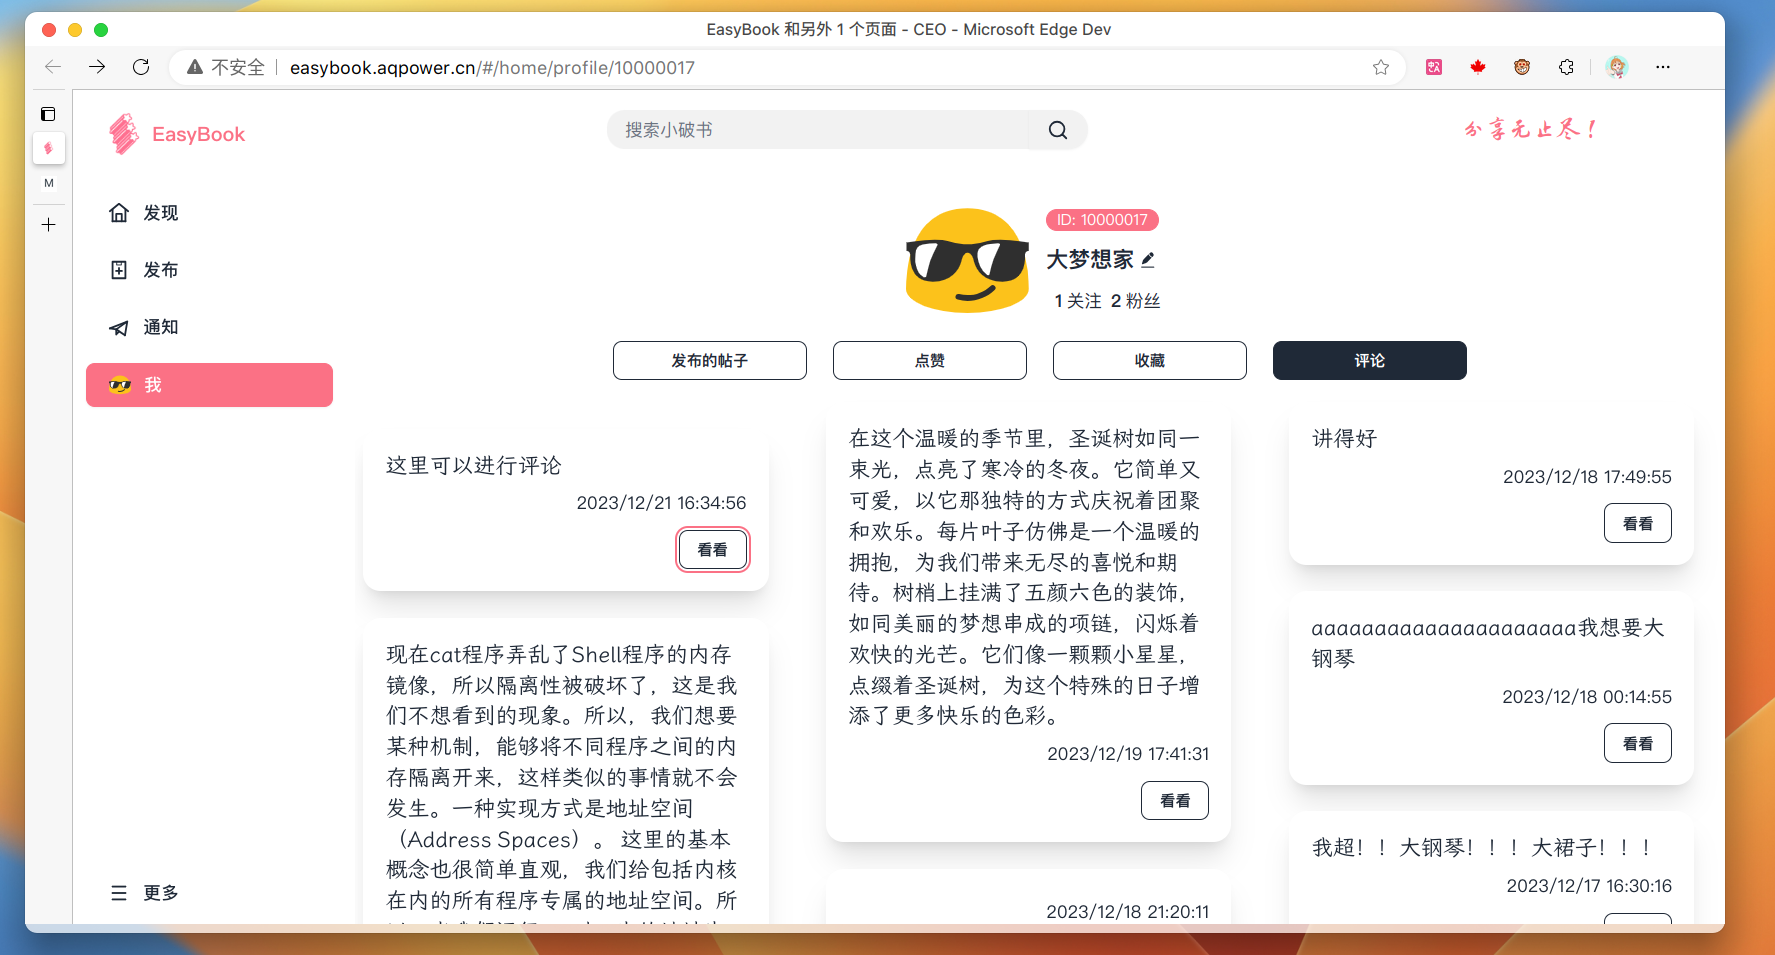 EasyBook 和另外 1 个页面 - CEO - Microsoft Edge Dev
不安全
easybook.aqpower.cn/#/home/profile/10000017
M
EasyBook
搜索小破书
分享无止尽！
发现
发布
通知
我
更多
ID: 10000017
大梦想家
1 关注 2 粉丝
发布的帖子
点赞
收藏
评论
这里可以进行评论
2023/12/21 16:34:56
看看
现在cat程序弄乱了Shell程序的内存
镜像，所以隔离性被破坏了，这是我
们不想看到的现象。所以，我们想要
某种机制，能够将不同程序之间的内
存隔离开来，这样类似的事情就不会
发生。一种实现方式是地址空间
（Address Spaces）。 这里的基本
概念也很简单直观，我们给包括内核
在内的所有程序专属的地址空间。所
在这个温暖的季节里，圣诞树如同一
束光，点亮了寒冷的冬夜。它简单又
可爱，以它那独特的方式庆祝着团聚
和欢乐。每片叶子仿佛是一个温暖的
拥抱，为我们带来无尽的喜悦和期
待。树梢上挂满了五颜六色的装饰，
如同美丽的梦想串成的项链，闪烁着
欢快的光芒。它们像一颗颗小星星，
点缀着圣诞树，为这个特殊的日子增
添了更多快乐的色彩。
2023/12/19 17:41:31
看看
2023/12/18 21:20:11
讲得好
2023/12/18 17:49:55
看看
aaaaaaaaaaaaaaaaaaaaa我想要大
钢琴
2023/12/18 00:14:55
看看
我超！！大钢琴！！！大裙子！！！
2023/12/17 16:30:16